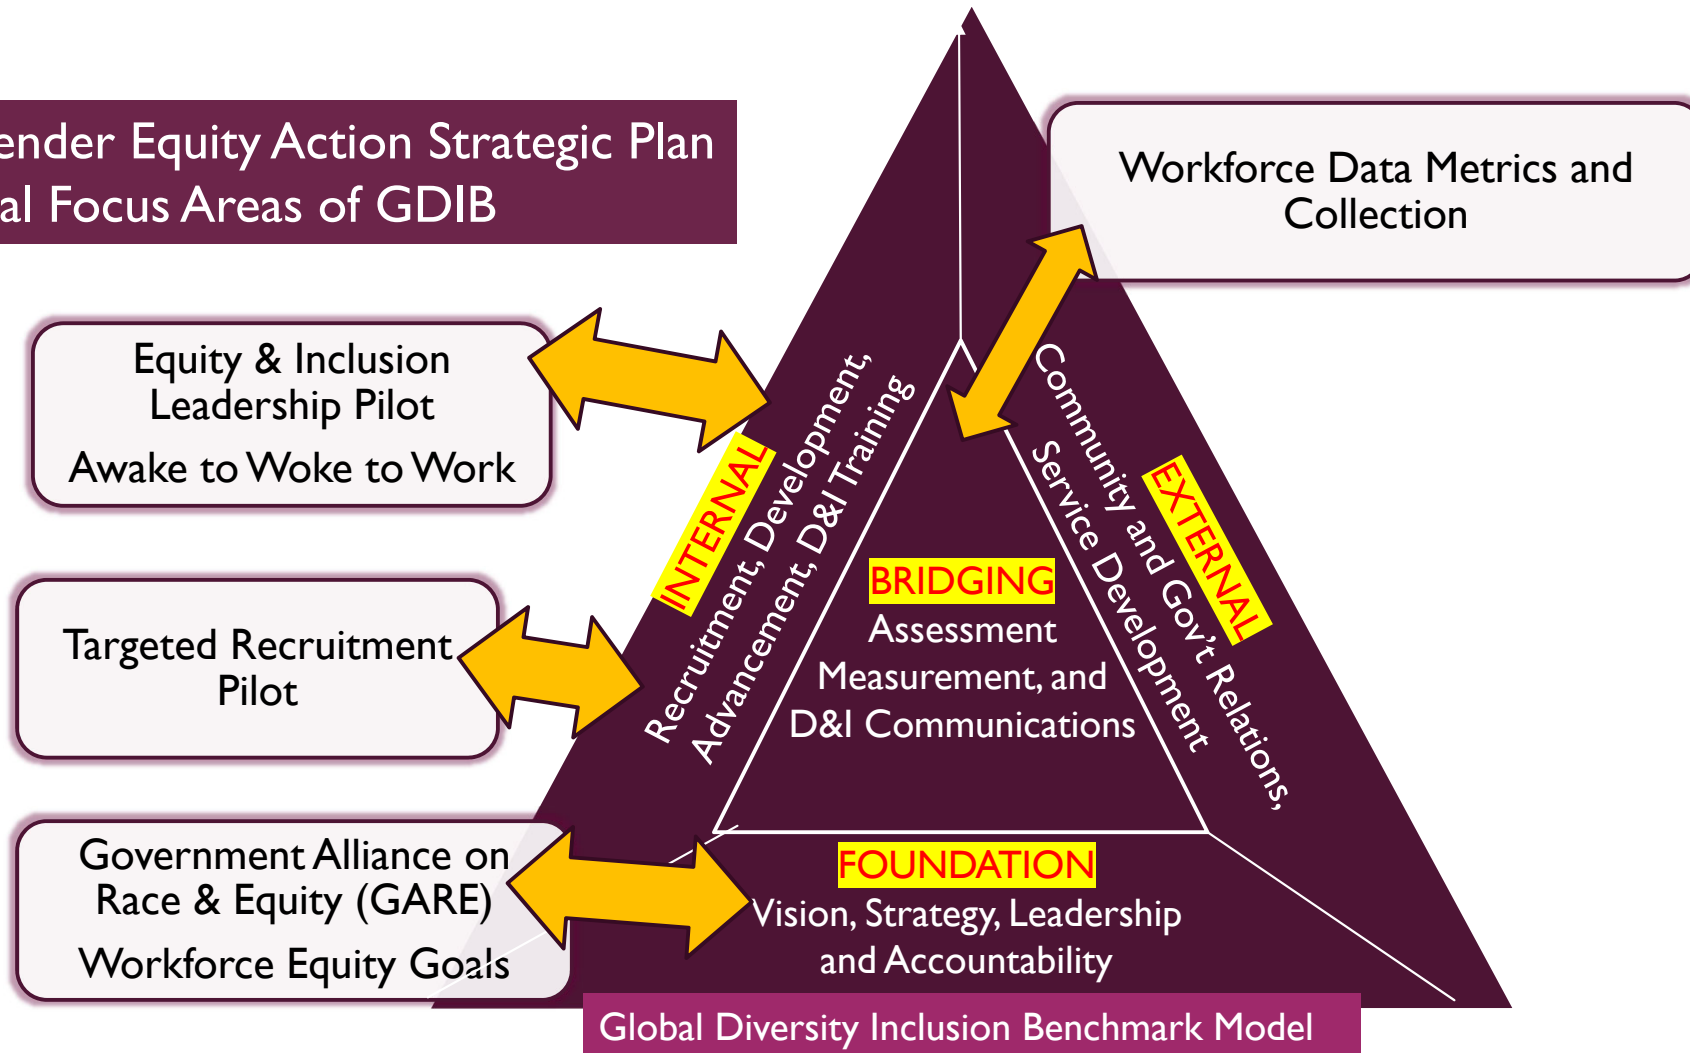 ender Equity Action Strategic Plan
al Focus Areas of GDIB
Workforce Data Metrics and
Collection
Equity & Inclusion
Leadership Pilot
Awake to Woke to Work
Targeted Recruitment
Pilot
Government Alliance on
Race & Equity (GARE)
Workforce Equity Goals
INTERNAL
Recruitment, Development,
Advancement, D&I Training
EXTERNAL
Community and Gov't Relations,
Service Development
BRIDGING
Assessment
Measurement, and
D&I Communications
FOUNDATION
Vision, Strategy, Leadership
and Accountability
Global Diversity Inclusion Benchmark Model